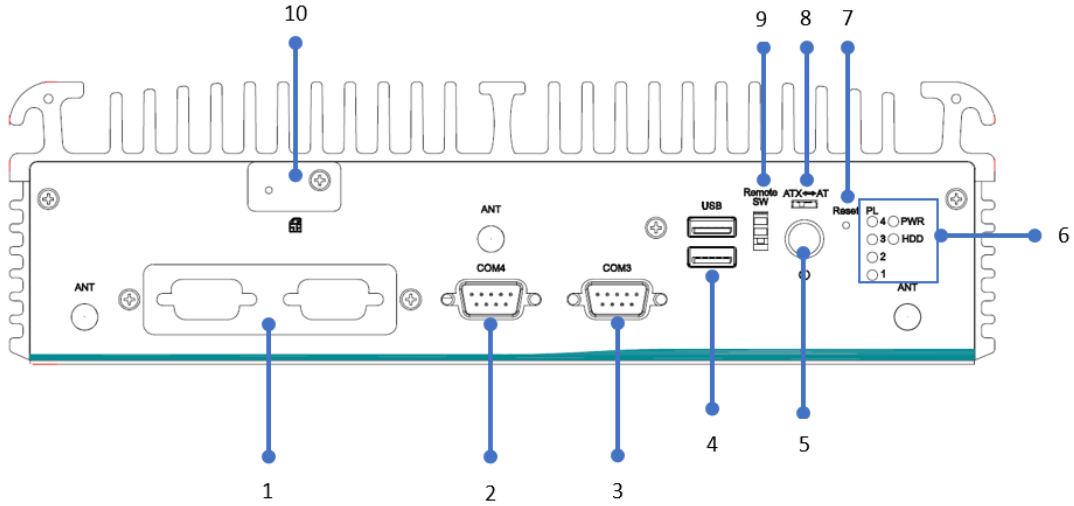 10
9
8
7
Remote
SW
ATX⟷AT
Reset
PL
4
PWR
3
HDD
2
1
6
ANT
USB
COM4
COM3
ANT
ANT
4
5
1
2
3